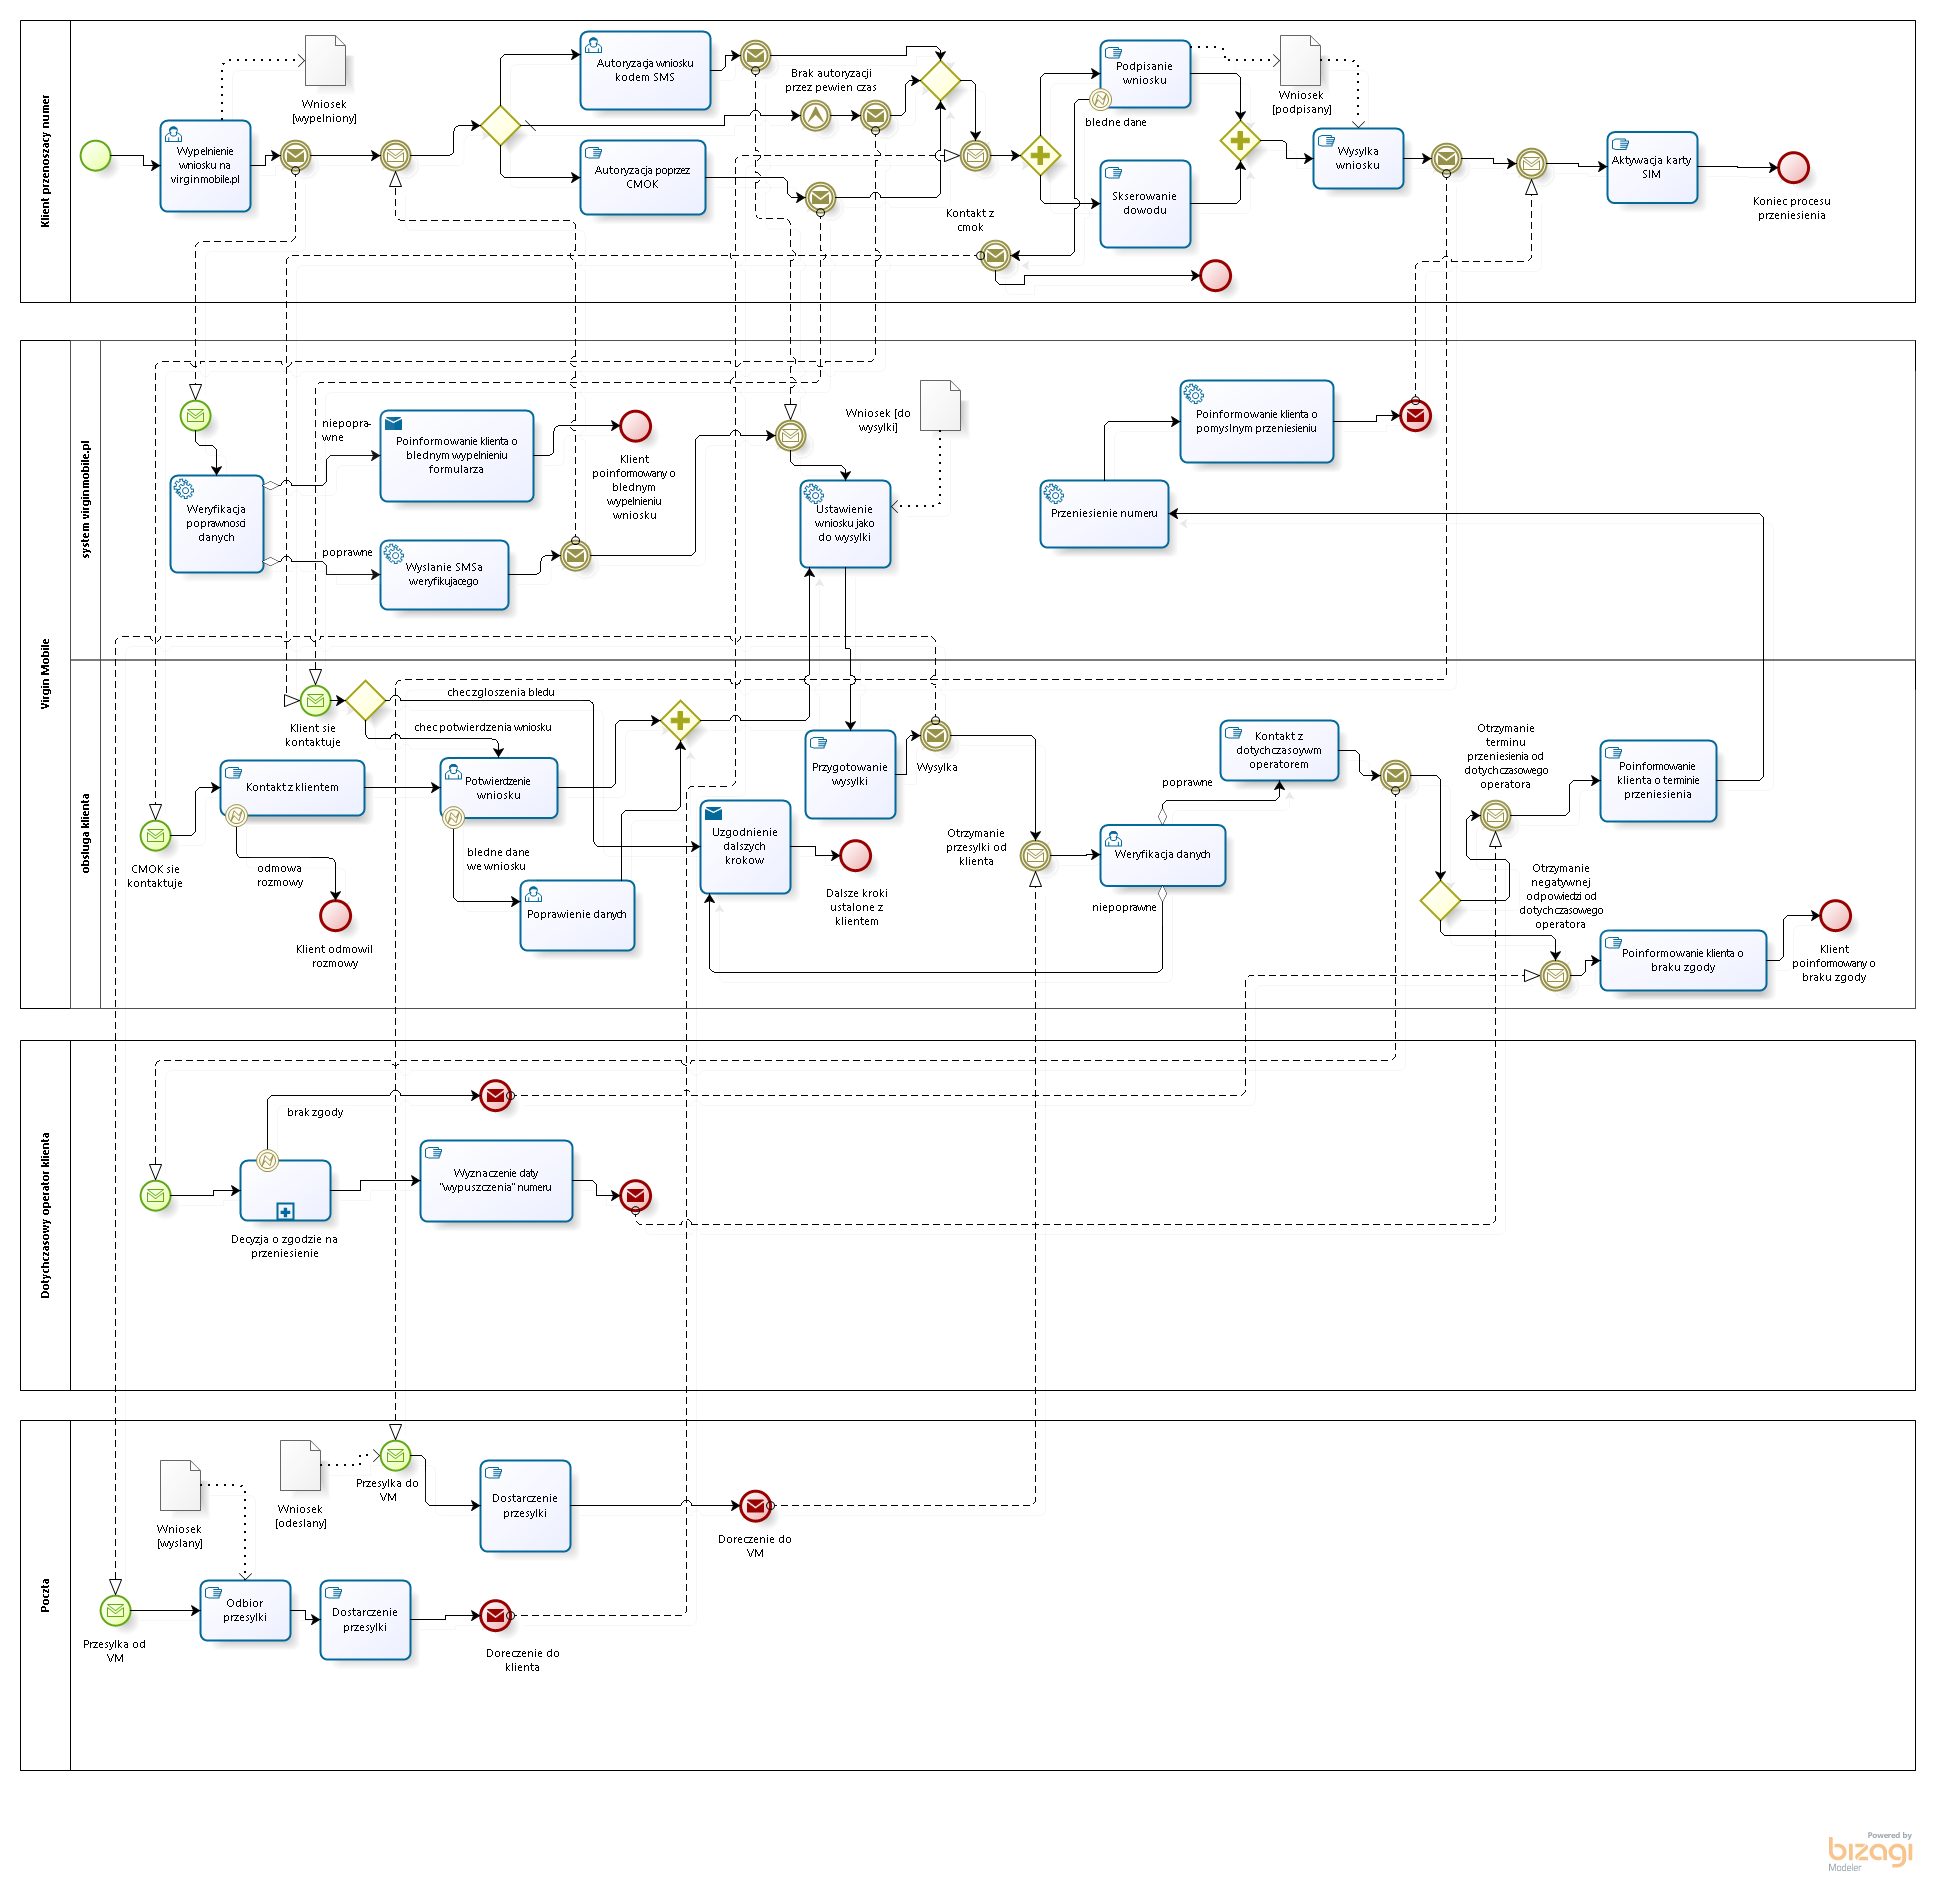 Klient przenoszacy numer
Wypelnienie
wniosku na
virginmobile.pl
Wniosek
[wypelniony]
Autoryzacja wniosku
kodem SMS
Brak autoryzacji
przez pewien czas
Autoryzacja poprzez
CMOK
Kontakt z
cmok
Podpisanie
wniosku
bledne dane
Skserowanie
dowodu
Wniosek
[podpisany]
Wysylka
wniosku
Aktywacja karty
SIM
Koniec procesu
przeniesienia
Virgin Mobile
system virginmobile.pl
Weryfikacja
poprawnosci
danych
niepopra-
wne
Poinformowanie klienta o
blednym wypelnieniu
formularza
Klient
poinformowany o
blednym
wypelnieniu
wniosku
poprawne
Wyslanie SMSa
weryfikujacego
Wniosek [do
wysylki]
Ustawienie
wniosku jako
do wysylki
Poinformowanie klienta o
pomyslnym przeniesieniu
Przeniesienie numeru
obsluga klienta
Klient sie
kontaktuje
chec zgloszenia bledu
chec potwierdzenia wniosku
Kontakt z klientem
CMOK sie
kontaktuje
odmowa
rozmowy
Klient odmowil
rozmowy
Potwierdzenie
wniosku
bledne dane
we wniosku
Poprawienie danych
Uzgodnienie
dalszych
krokow
Przygotowanie
wysylki
Wysylka
Dalsze kroki
ustalone z
klientem
Otrzymanie
przesylki od
klienta
Weryfikacja danych
poprawne
niepoprawne
Kontakt z
dotychczasoywm
operatorem
Otrzymanie
terminu
przeniesienia od
dotychczasowego
operatora
Poinformowanie
klienta o terminie
przeniesienia
Otrzymanie
negatywnej
odpowiedzi od
dotychczasowego
operatora
Poinformowanie klienta o
braku zgody
Klient
poinformowany o
braku zgody
Dotychczasowy operator klienta
brak zgody
Decyzja o zgodzie na
przeniesienie
Wyznaczenie daty
"wypuszczenia" numeru
Poczta
Wniosek
[wyslany]
Wniosek
[odeslany]
Przesylka do
VM
Dostarczenie
przesylki
Doreczenie do
VM
Przesylka od
VM
Odbior
przesylki
Dostarczenie
przesylki
Doreczenie do
klienta
Powered by
bizagi
Modeler